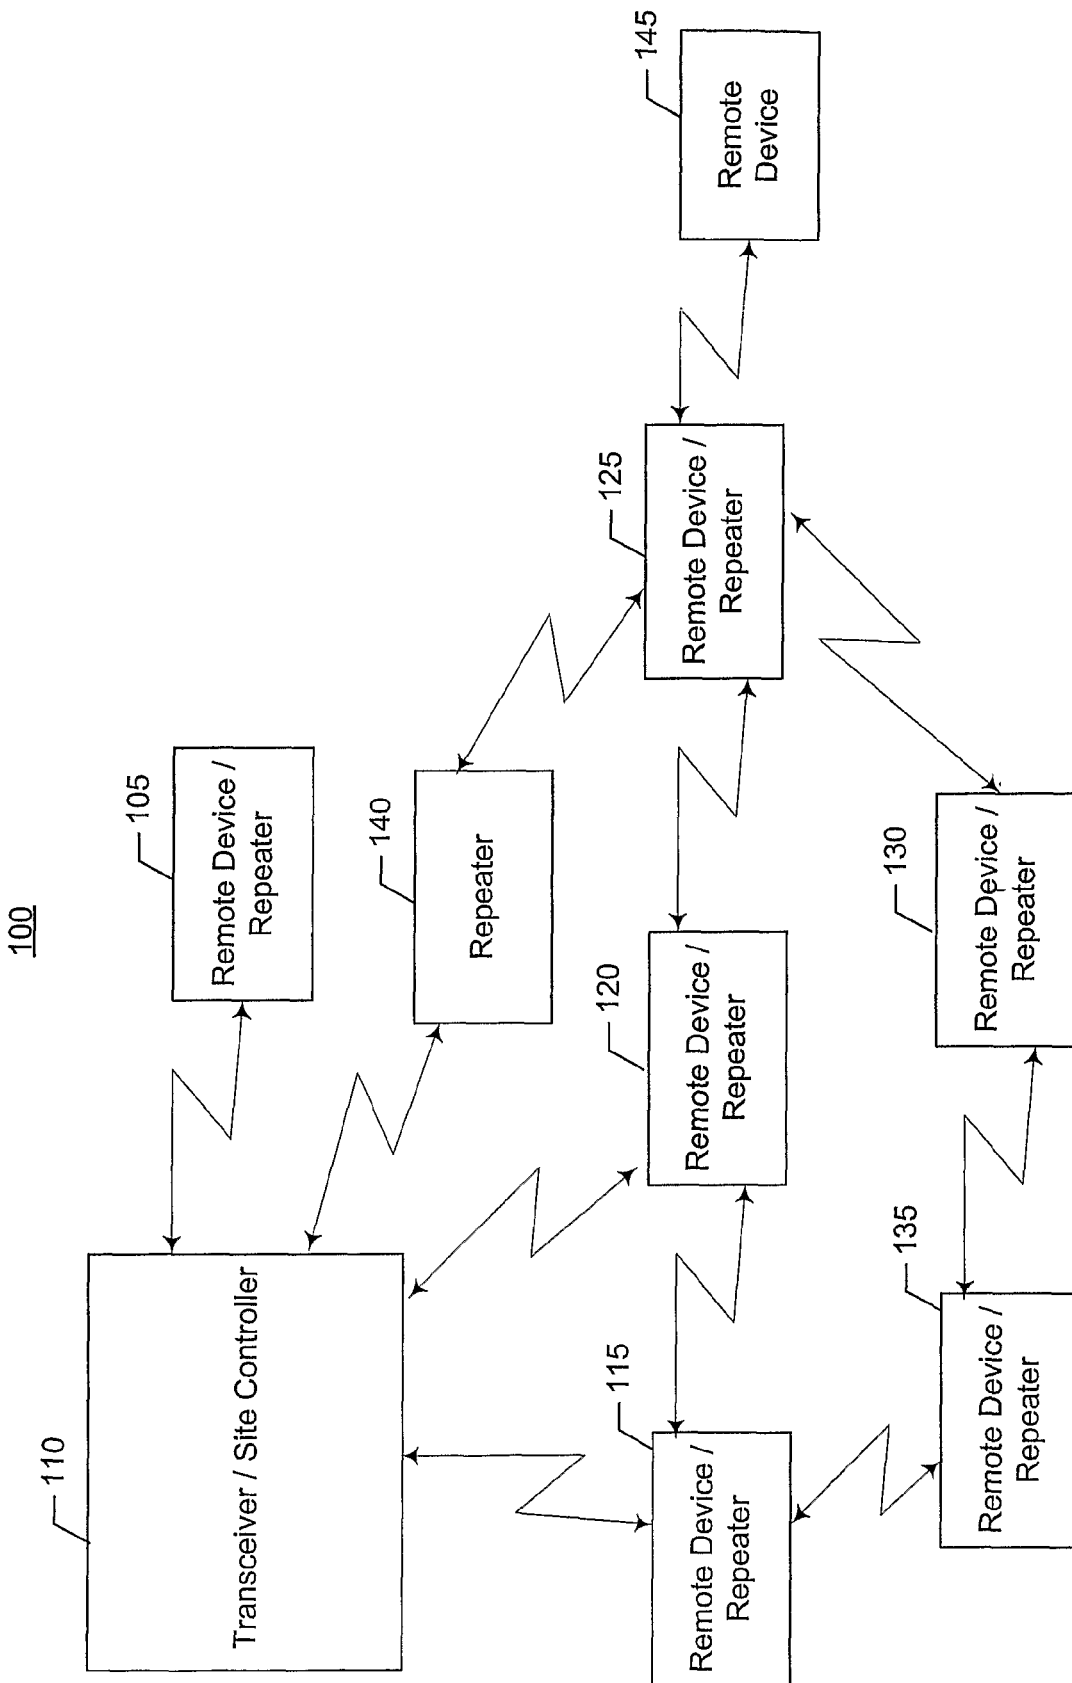 100
110
Transceiver / Site Controller
105
Remote Device /
Repeater
140
Repeater
115
Remote Device /
Repeater
120
Remote Device /
Repeater
125
Remote Device /
Repeater
145
Remote
Device
135
Remote Device /
Repeater
130
Remote Device /
Repeater